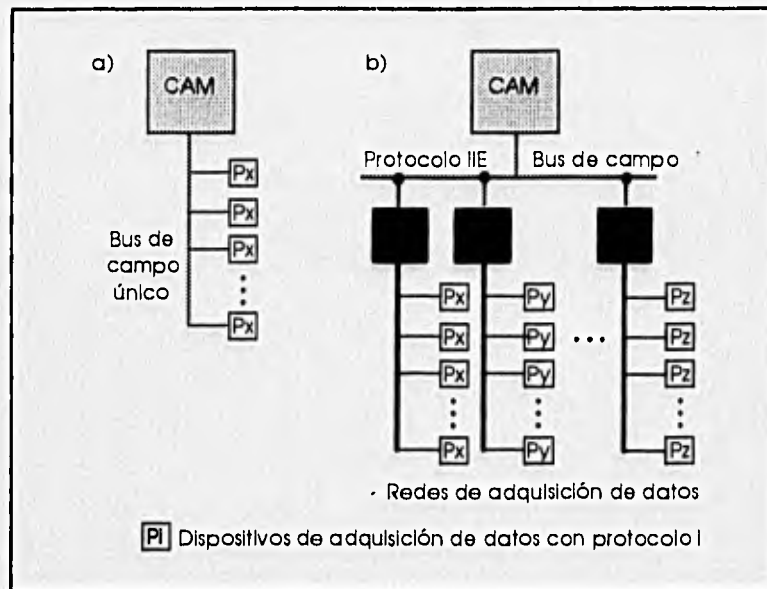 a)
CAM
Px
Px
Bus de
campo
único
Px
Px
b)
CAM
Protocolo IIE
Bus de campo
Px
Py
Pz
Px
Py
Pz
Px
Py
Pz
Px
Py
Pz
Redes de adquisición de datos
Pi Dispositivos de adquisición de datos con protocolo i